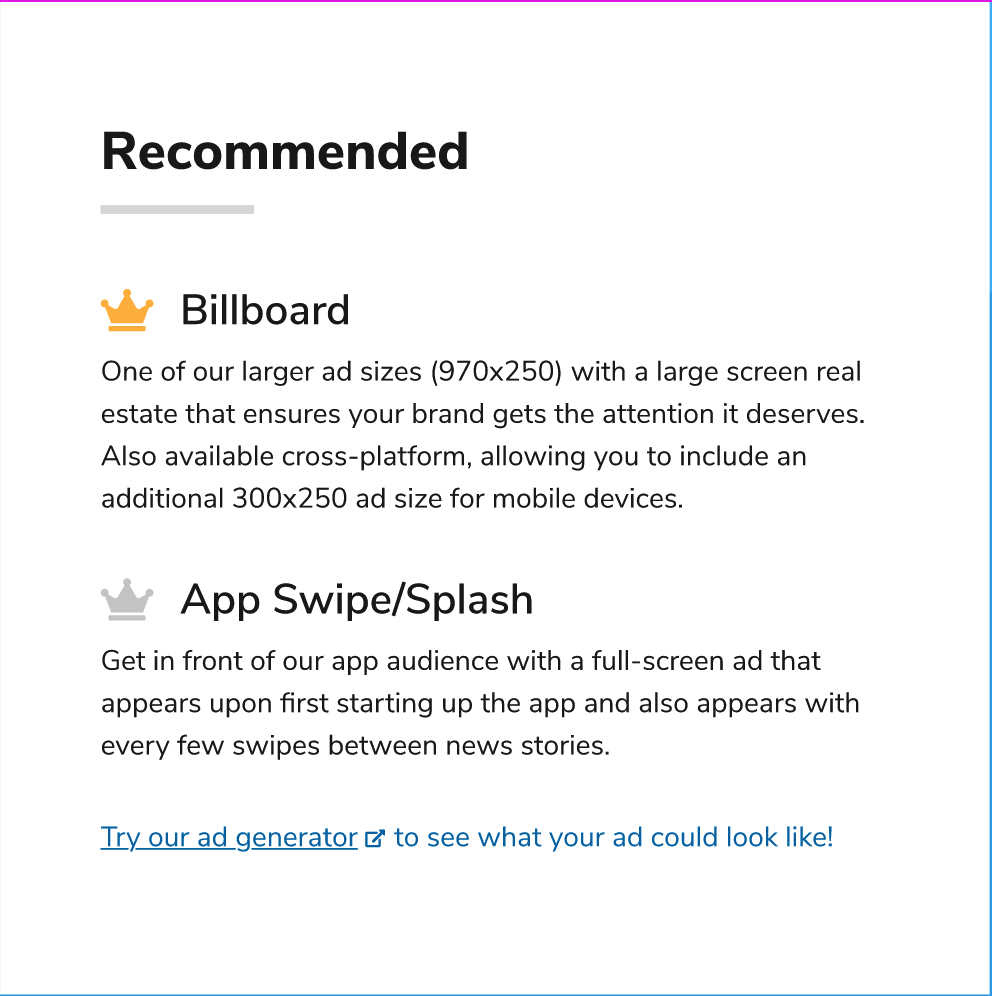 Recommended
Billboard
One of our larger ad sizes (970x250) with a large screen real
estate that ensures your brand gets the attention it deserves.
Also available cross-platform, allowing you to include an
additional 300x250 ad size for mobile devices.
App Swipe/Splash
Get in front of our app audience with a full-screen ad that
appears upon first starting up the app and also appears with
every few swipes between news stories.
Try our ad generator to see what your ad could look like!